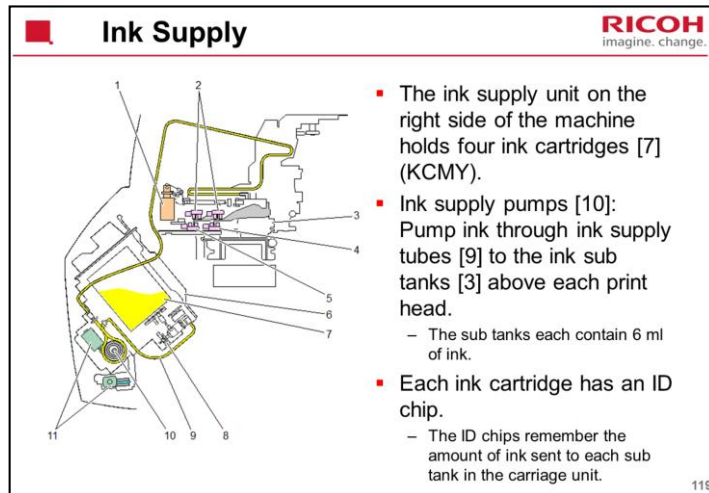 Ink Supply
RICOH
imagine. change.
1
2
3
4
5
6
7
8
9
10
11
▪ The ink supply unit on the
right side of the machine
holds four ink cartridges [7]
(KCMY).
▪ Ink supply pumps [10]:
Pump ink through ink supply
tubes [9] to the ink sub
tanks [3] above each print
head.
– The sub tanks each contain 6 ml
of ink.
▪ Each ink cartridge has an ID
chip.
– The ID chips remember the
amount of ink sent to each sub
tank in the carriage unit.
119